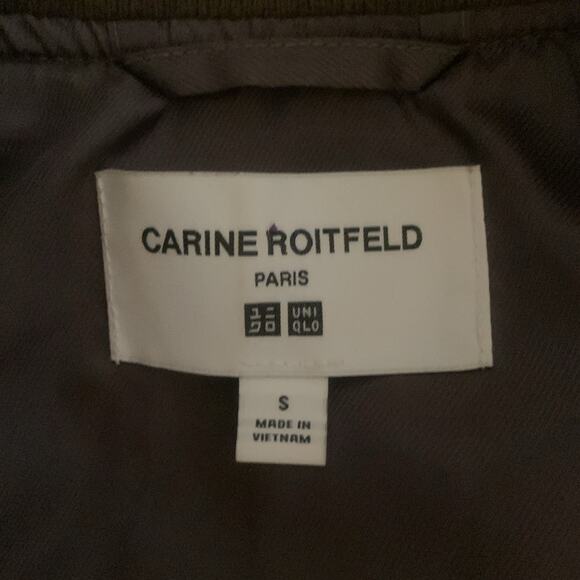 CARINE ROITFELD
PARIS
ユニ UNI
クロ QLO
S
MADE IN
VIETNAM